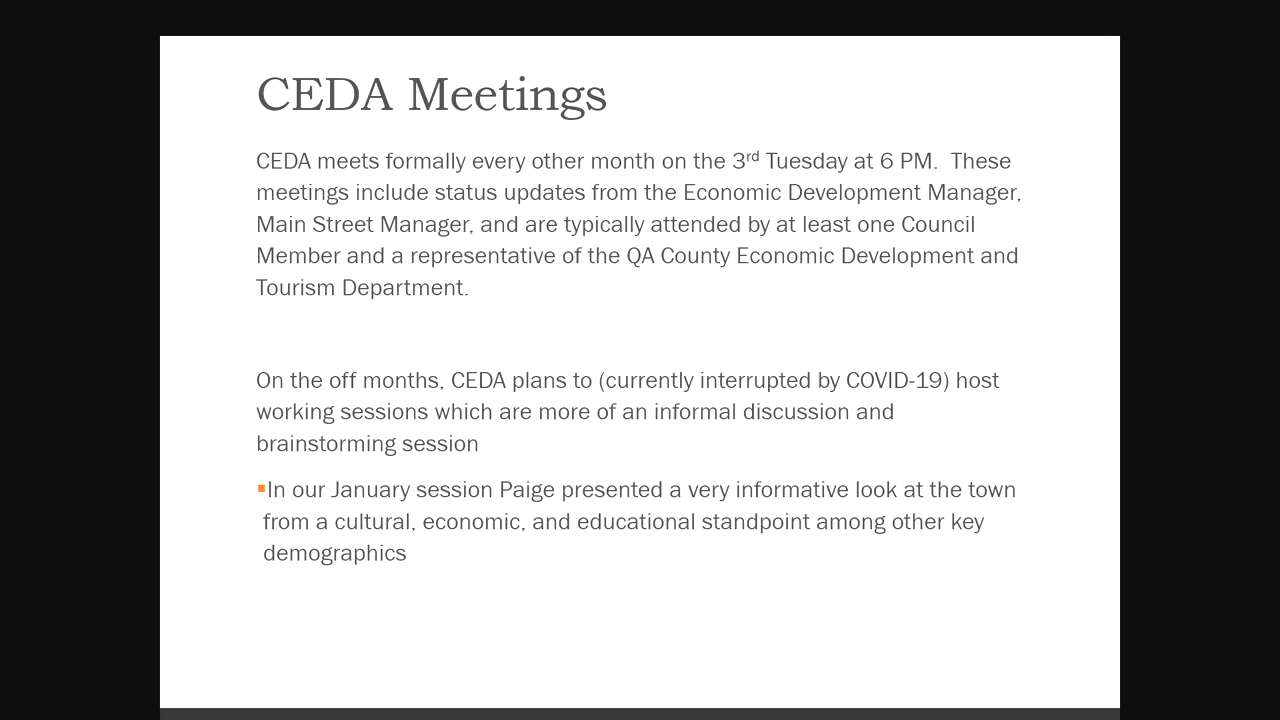 CEDA Meetings
CEDA meets formally every other month on the 3rd Tuesday at 6 PM.  These
meetings include status updates from the Economic Development Manager,
Main Street Manager, and are typically attended by at least one Council
Member and a representative of the QA County Economic Development and
Tourism Department.
On the off months, CEDA plans to (currently interrupted by COVID-19) host
working sessions which are more of an informal discussion and
brainstorming session
▪In our January session Paige presented a very informative look at the town
from a cultural, economic, and educational standpoint among other key
demographics